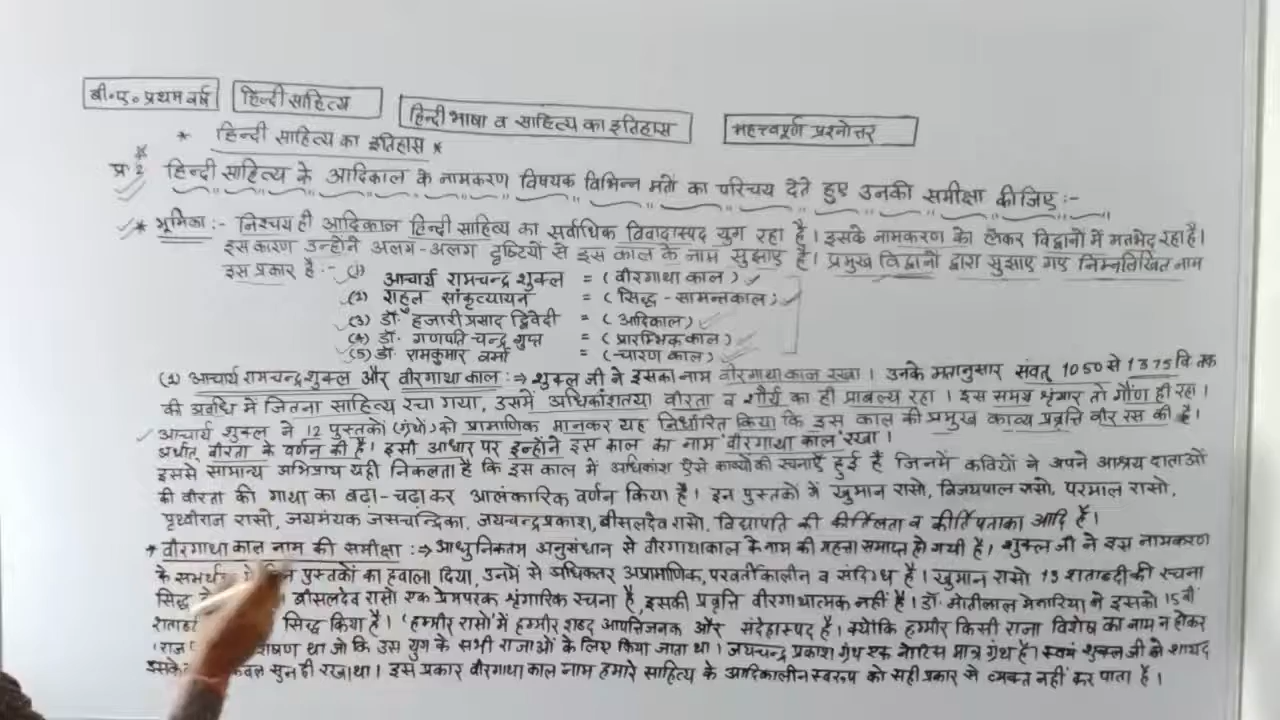 बी॰ए॰ प्रथम वर्ष
हिन्दी साहित्य
हिन्दी भाषा व साहित्य का इतिहास
महत्त्वपूर्ण प्रश्नोत्तर
* हिन्दी साहित्य का इतिहास *
प्र॰ 2 हिन्दी साहित्य के आदिकाल के नामकरण विषयक विभिन्न मतों का परिचय देते हुए उनकी समीक्षा कीजिए :-
* भूमिका :- निश्चय ही आदिकाल हिन्दी साहित्य का सर्वाधिक विवादास्पद युग रहा है। इसके नामकरण को लेकर विद्वानों में मतभेद रहा है।
इस कारण उन्होंने अलग-अलग दृष्टियों से इस काल के नाम सुझाए हैं। प्रमुख विद्वानों द्वारा सुझाए गए निम्नलिखित नाम
इस प्रकार हैं :- (1) आचार्य रामचन्द्र शुक्ल = (वीरगाथा काल)
(2) राहुल सांकृत्यायन = (सिद्ध-सामन्तकाल)
(3) डॉ. हजारी प्रसाद द्विवेदी = (आदिकाल)
(4) डॉ. गणपति चन्द्र गुप्त = (प्रारम्भिक काल)
(5) डॉ. रामकुमार वर्मा = (चारण काल)
(1) आचार्य रामचन्द्र शुक्ल और वीरगाथा काल :⇒ शुक्ल जी ने इसका नाम वीरगाथा काल रखा। उनके मतानुसार संवत् 1050 से 1375 वि. तक
की अवधि में जितना साहित्य रचा गया, उसमें अधिकांशतया वीरता व शौर्य का ही प्राबल्य रहा। इस समय शृंगार तो गौण ही रहा।
आचार्य शुक्ल ने 12 पुस्तकों (ग्रंथों) को प्रामाणिक मानकर यह निर्धारित किया कि इस काल की प्रमुख काव्य प्रवृत्ति वीर रस की है।
अर्थात् वीरता के वर्णन की है। इसी आधार पर इन्होंने इस काल का नाम 'वीरगाथा काल' रखा।
इससे सामान्य अभिप्राय यही निकलता है कि इस काल में अधिकांश ऐसे काव्यों की रचनाएँ हुई हैं जिनमें कवियों ने अपने आश्रय दाताओं
की वीरता की गाथा का बढ़ा-चढ़ाकर आलंकारिक वर्णन किया है। इन पुस्तकों में खुमान रासो, विजयपाल रासो, परमाल रासो,
पृथ्वीराज रासो, जयमंयक जसचन्द्रिका, जयचन्द्रप्रकाश, बीसलदेव रासो, विद्यापति की कीर्तिलता व कीर्तिपताका आदि हैं।
* वीरगाथा काल नाम की समीक्षा :⇒ आधुनिकतम अनुसंधान से वीरगाथाकाल के नाम की महत्ता समाप्त हो गयी है। शुक्ल जी ने इस नामकरण
के समर्थन में पुस्तकों का हवाला दिया, उनमें से अधिकतर अप्रामाणिक, परवर्तीकालीन व संदिग्ध हैं। खुमान रासो 15 शताब्दी की रचना
सिद्ध बीसलदेव रासो एक प्रेमपरक शृंगारिक रचना है, इसकी प्रवृत्ति वीरगाथात्मक नहीं है। डॉ. मोतीलाल मेनारिया ने इसको 15वीं
सिद्ध किया है। 'हम्मीर रासो' में हम्मीर शब्द आपत्तिजनक और संदेहास्पद है। क्योंकि हम्मीर किसी राजा विशेष का नाम न होकर
था जो कि उस युग के सभी राजाओं के लिए किया जाता था। जयचन्द्र प्रकाश ग्रंथ एक नोटिस मात्र ग्रंथ है। स्वयं शुक्ल जी ने शायद
सुन ही रखा था। इस प्रकार वीरगाथा काल नाम हमारे साहित्य के आदिकालीन स्वरूप को सही प्रकार से व्यक्त नहीं कर पाता है।